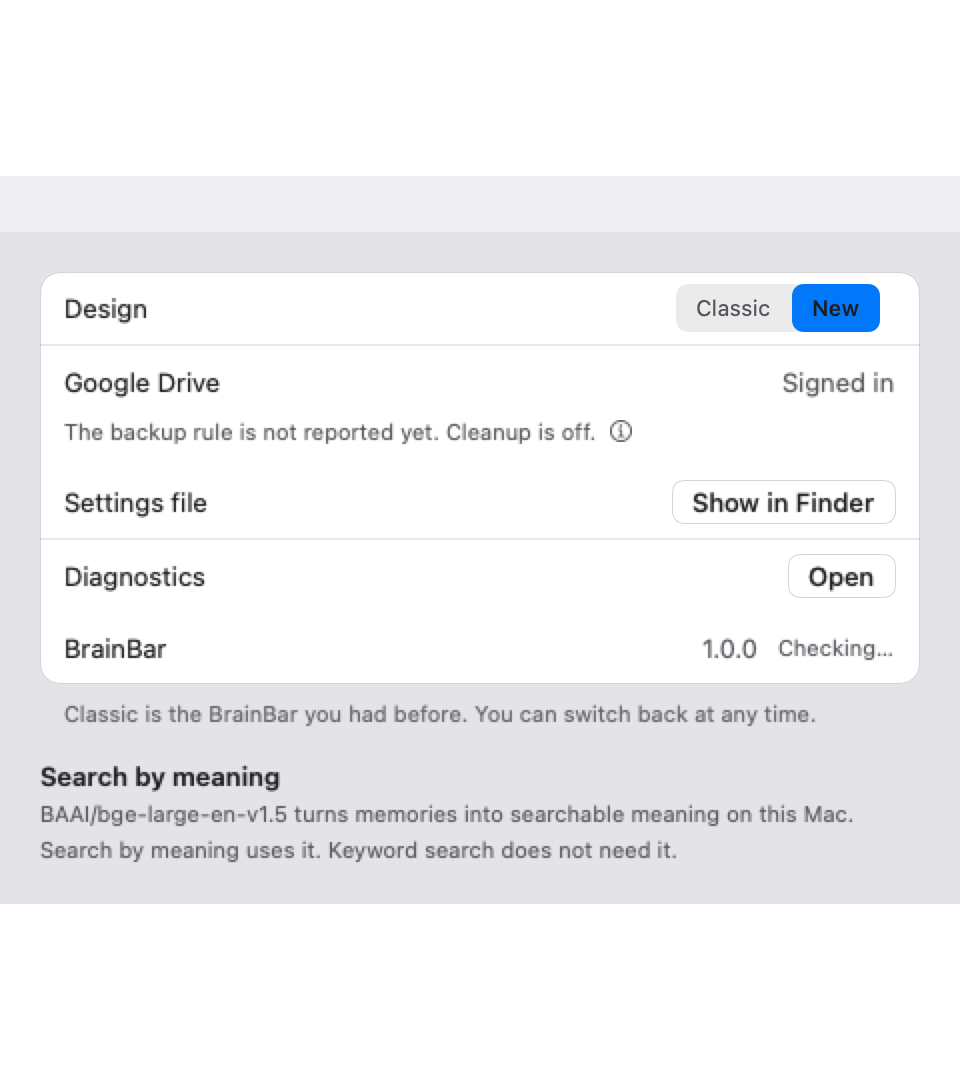 Design
Classic
New
Google Drive
Signed in
The backup rule is not reported yet. Cleanup is off.
Settings file
Show in Finder
Diagnostics
Open
BrainBar
1.0.0
Checking...
Classic is the BrainBar you had before. You can switch back at any time.
Search by meaning
BAAI/bge-large-en-v1.5 turns memories into searchable meaning on this Mac.
Search by meaning uses it. Keyword search does not need it.